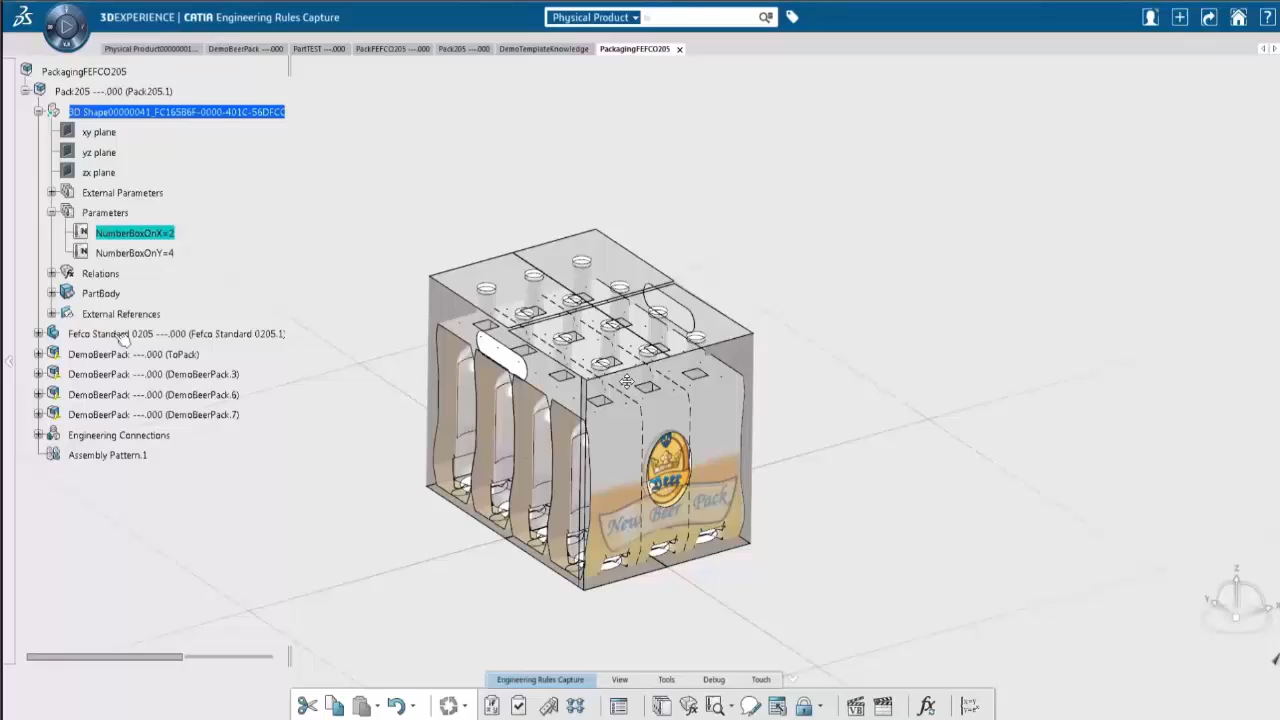 3DEXPERIENCE | CATIA Engineering Rules Capture
Physical Product
Physical Product00000001... DemoBeerPack ---.000 PartTEST ---.000 PackFEFCO205 ---.000 Pack205 ---.000 DemoTemplateKnowledge PackagingFEFCO205
PackagingFEFCO205
Pack205 ---.000 (Pack205.1)
3D Shape00000041_FC165B6F-0000-401C-56DFCC
xy plane
yz plane
zx plane
External Parameters
Parameters
NumberBoxOnX=2
NumberBoxOnY=4
Relations
PartBody
External References
Fefco Standard 0205 ---.000 (Fefco Standard 0205.1)
DemoBeerPack ---.000 (ToPack)
DemoBeerPack ---.000 (DemoBeerPack.3)
DemoBeerPack ---.000 (DemoBeerPack.6)
DemoBeerPack ---.000 (DemoBeerPack.7)
Engineering Connections
Assembly Pattern.1
Beer
New Beer Pack
Z
Y
X
Engineering Rules Capture View Tools Debug Touch